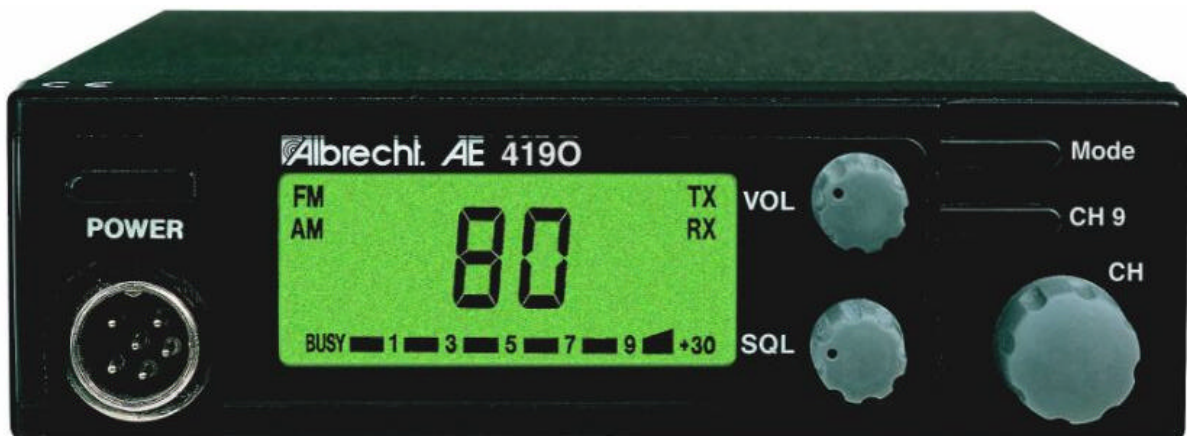 CE
Albrecht. AE 4190
POWER
FM
AM
TX
RX
80
BUSY 1 3 5 7 9 +30
VOL
SQL
Mode
CH 9
CH